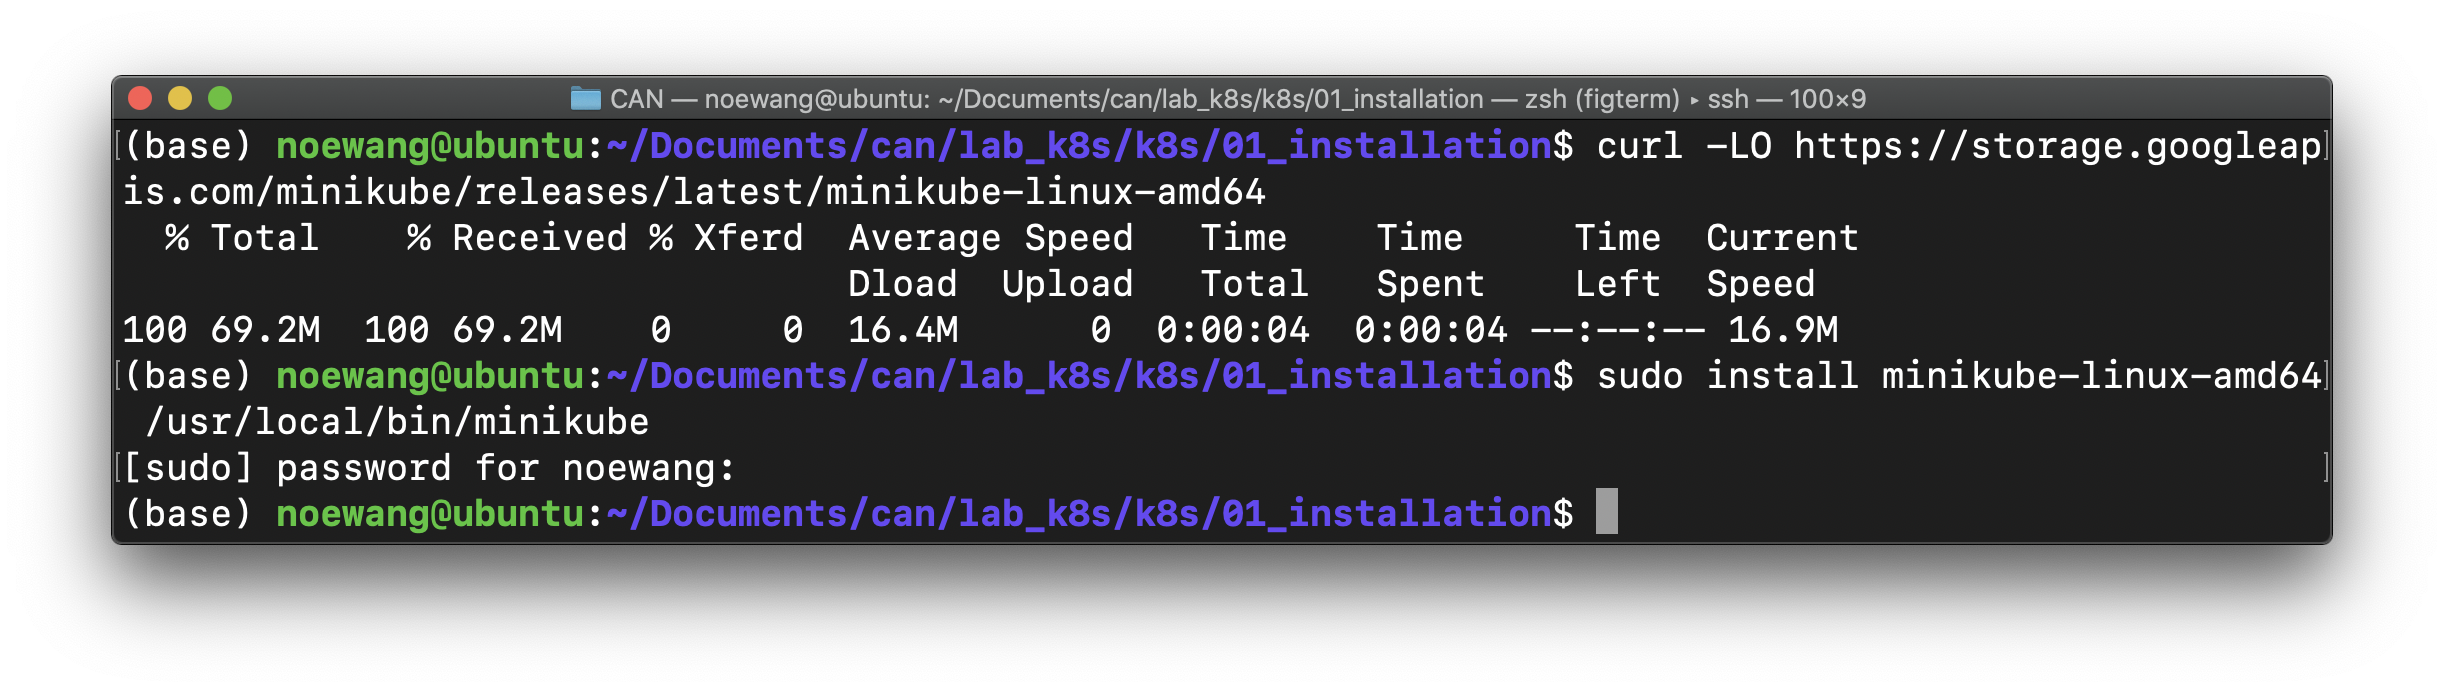 CAN — noewang@ubuntu: ~/Documents/can/lab_k8s/k8s/01_installation — zsh (figterm) ▸ ssh — 100×9
(base) noewang@ubuntu:~/Documents/can/lab_k8s/k8s/01_installation$ curl -LO https://storage.googleap
is.com/minikube/releases/latest/minikube-linux-amd64
  % Total    % Received % Xferd  Average Speed   Time    Time     Time  Current
                                 Dload  Upload   Total   Spent    Left  Speed
100 69.2M  100 69.2M    0     0  16.4M      0  0:00:04  0:00:04 --:--:-- 16.9M
(base) noewang@ubuntu:~/Documents/can/lab_k8s/k8s/01_installation$ sudo install minikube-linux-amd64
 /usr/local/bin/minikube
[sudo] password for noewang:
(base) noewang@ubuntu:~/Documents/can/lab_k8s/k8s/01_installation$